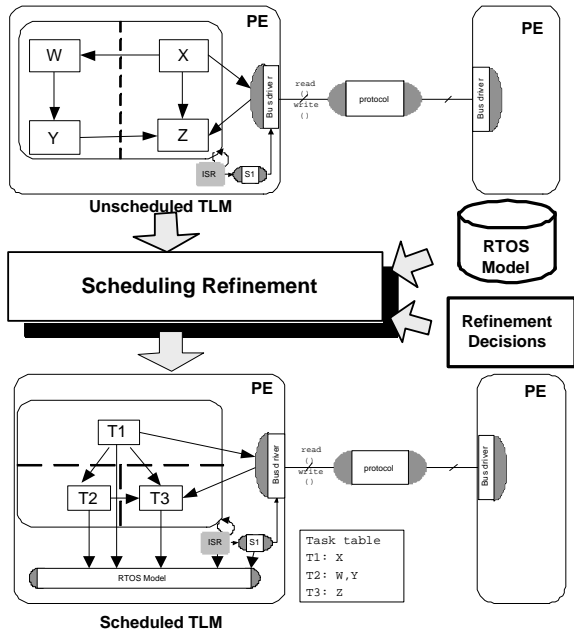 PE
PE
W
X
Y
Z
Bus driver
read
()
write
()
protocol
Bus driver
ISR
S1
Unscheduled TLM
RTOS
Model
Scheduling Refinement
Refinement
Decisions
PE
PE
T1
T2
T3
Bus driver
read
()
write
()
protocol
Bus driver
ISR
S1
RTOS Model
Task table
T1: X
T2: W,Y
T3: Z
Scheduled TLM